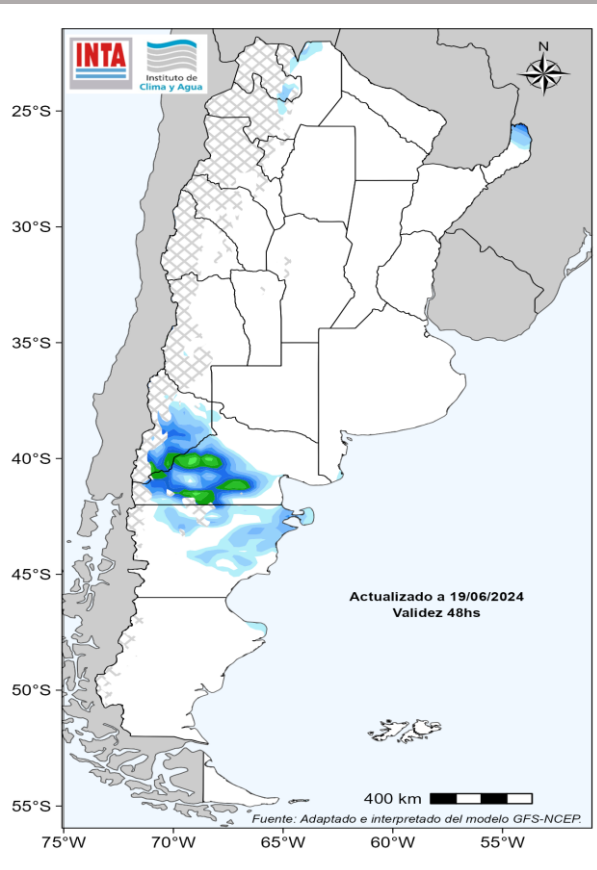 INTA
Instituto de
Clima y Agua
N
25°S
30°S
35°S
40°S
45°S
Actualizado a 19/06/2024
Validez 48hs
50°S
400 km
55°S
Fuente: Adaptado e interpretado del modelo GFS-NCEP.
75°W 70°W 65°W 60°W 55°W